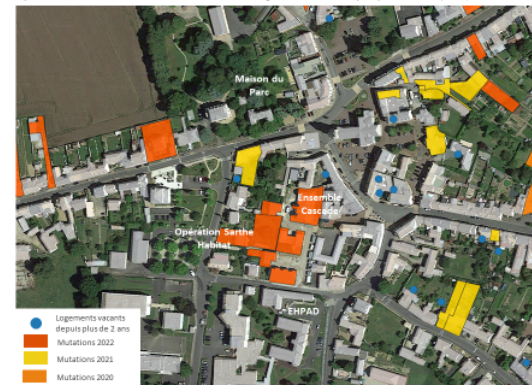 Maison du
Parc
Ensemble
Cascade
Opération Sarthe
Habitat
EHPAD
Logements vacants
depuis plus de 2 ans
Mutations 2022
Mutations 2021
Mutations 2020